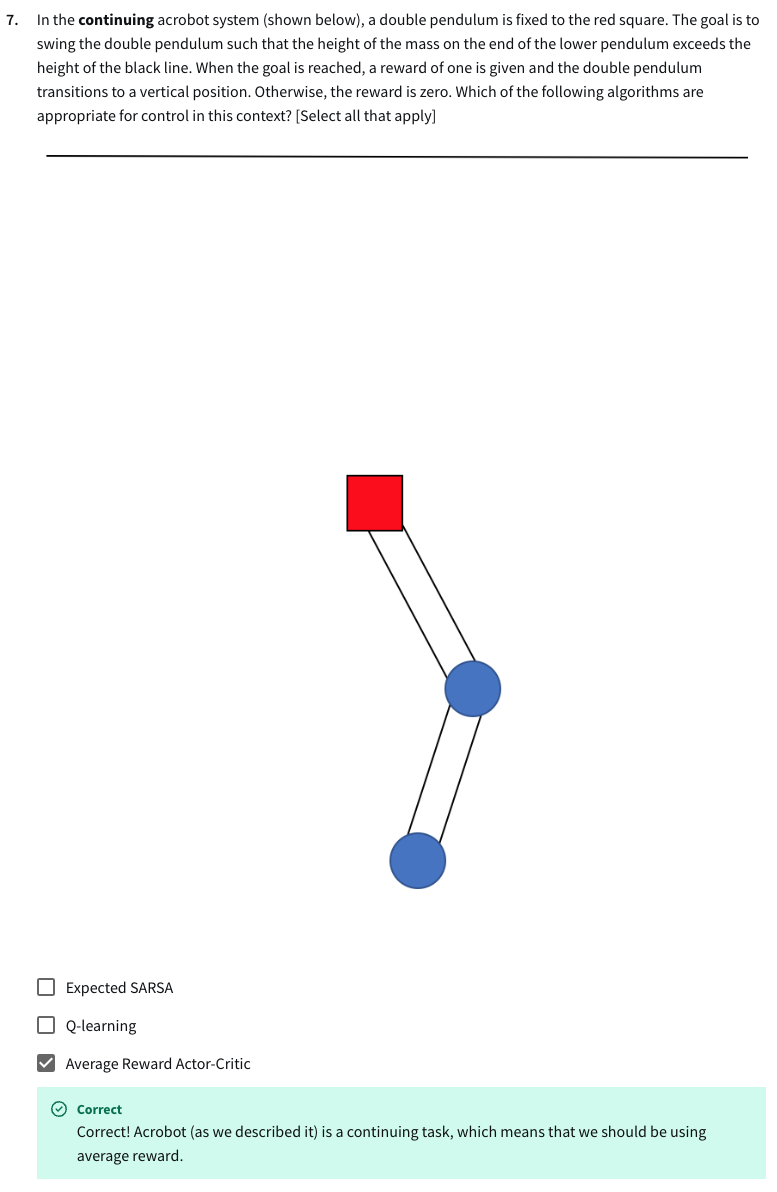 7. In the continuing acrobot system (shown below), a double pendulum is fixed to the red square. The goal is to
swing the double pendulum such that the height of the mass on the end of the lower pendulum exceeds the
height of the black line. When the goal is reached, a reward of one is given and the double pendulum
transitions to a vertical position. Otherwise, the reward is zero. Which of the following algorithms are
appropriate for control in this context? [Select all that apply]
Expected SARSA
Q-learning
Average Reward Actor-Critic
Correct
Correct! Acrobot (as we described it) is a continuing task, which means that we should be using
average reward.